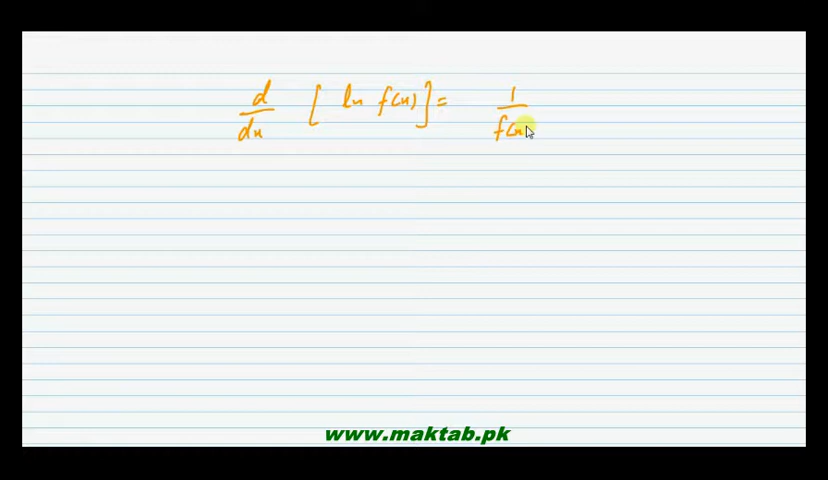 d/dx [ ln f(x) ] = 1/f(x
www.maktab.pk